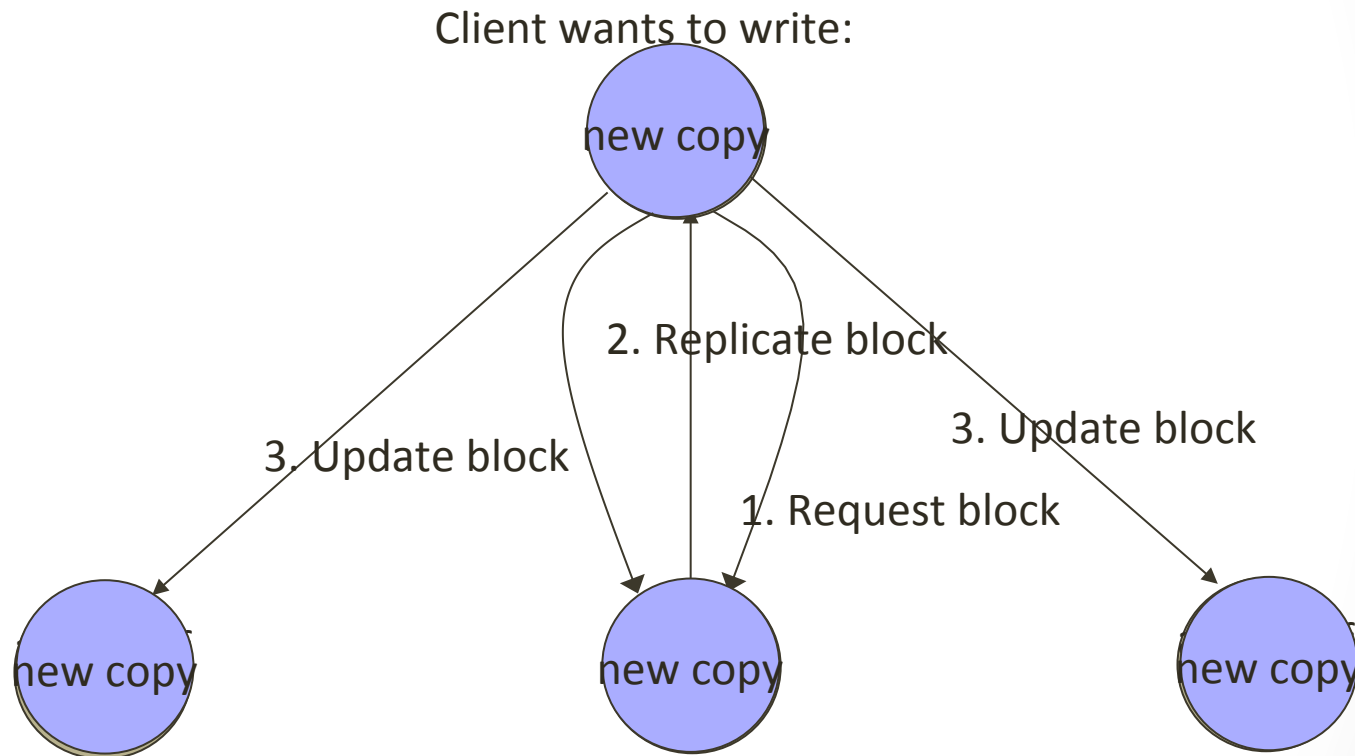 Client wants to write:
new copy
2. Replicate block
3. Update block
3. Update block
1. Request block
new copy
new copy
new copy